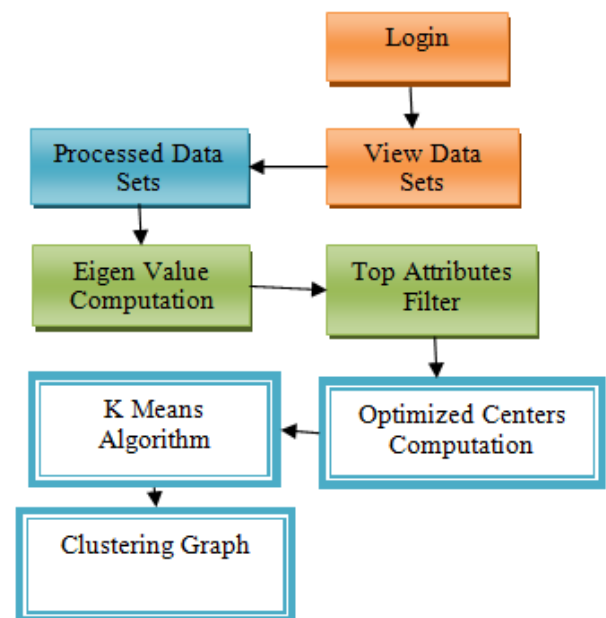 Login
View Data
Sets
Processed Data
Sets
Eigen Value
Computation
Top Attributes
Filter
Optimized Centers
Computation
K Means
Algorithm
Clustering Graph